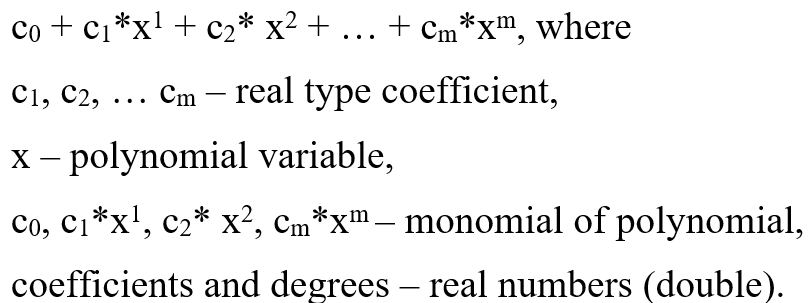 c₀ + c₁*x¹ + c₂* x² + … + cₘ*xᵐ, where
c₁, c₂, … cₘ – real type coefficient,
x – polynomial variable,
c₀, c₁*x¹, c₂* x², cₘ*xᵐ – monomial of polynomial,
coefficients and degrees – real numbers (double).